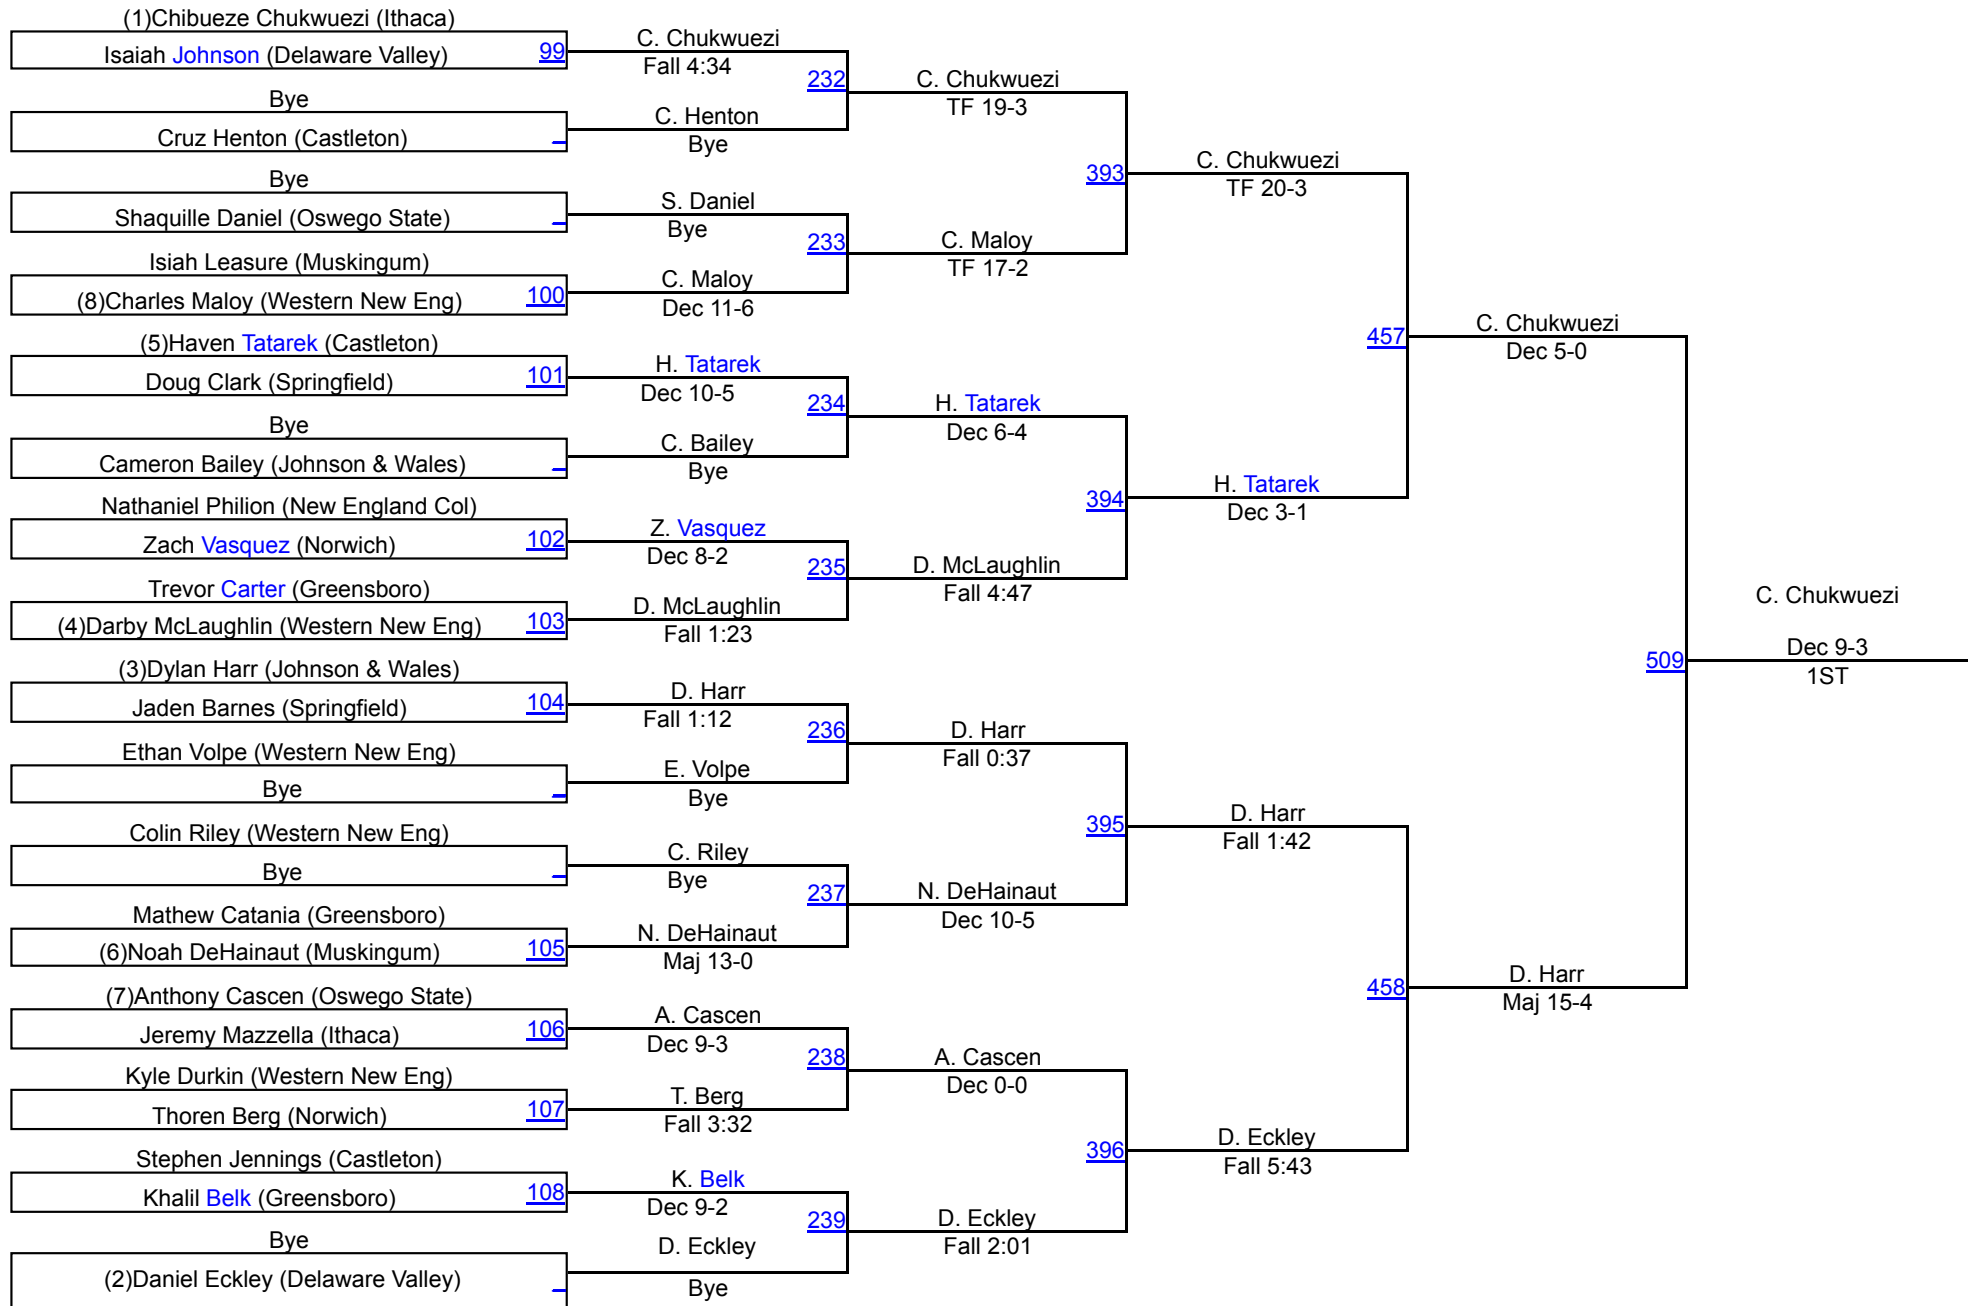 (1)Chibueze Chukwuezi (Ithaca)
Isaiah Johnson (Delaware Valley) 99
Bye
Cruz Henton (Castleton)
Bye
Shaquille Daniel (Oswego State)
Isiah Leasure (Muskingum)
(8)Charles Maloy (Western New Eng) 100
(5)Haven Tatarek (Castleton)
Doug Clark (Springfield) 101
Bye
Cameron Bailey (Johnson & Wales)
Nathaniel Philion (New England Col)
Zach Vasquez (Norwich) 102
Trevor Carter (Greensboro)
(4)Darby McLaughlin (Western New Eng) 103
(3)Dylan Harr (Johnson & Wales)
Jaden Barnes (Springfield) 104
Ethan Volpe (Western New Eng)
Bye
Colin Riley (Western New Eng)
Bye
Mathew Catania (Greensboro)
(6)Noah DeHainaut (Muskingum) 105
(7)Anthony Cascen (Oswego State)
Jeremy Mazzella (Ithaca) 106
Kyle Durkin (Western New Eng)
Thoren Berg (Norwich) 107
Stephen Jennings (Castleton)
Khalil Belk (Greensboro) 108
Bye
(2)Daniel Eckley (Delaware Valley)
C. Chukwuezi
Fall 4:34
232
C. Henton
Bye
S. Daniel
Bye
233
C. Maloy
Dec 11-6
H. Tatarek
Dec 10-5
234
C. Bailey
Bye
Z. Vasquez
Dec 8-2
235
D. McLaughlin
Fall 1:23
D. Harr
Fall 1:12
236
E. Volpe
Bye
C. Riley
Bye
237
N. DeHainaut
Maj 13-0
A. Cascen
Dec 9-3
238
T. Berg
Fall 3:32
K. Belk
Dec 9-2
239
D. Eckley
Bye
C. Chukwuezi
TF 19-3
393
C. Maloy
TF 17-2
H. Tatarek
Dec 6-4
394
D. McLaughlin
Fall 4:47
D. Harr
Fall 0:37
395
N. DeHainaut
Dec 10-5
A. Cascen
Dec 0-0
396
D. Eckley
Fall 2:01
C. Chukwuezi
TF 20-3
457
H. Tatarek
Dec 3-1
D. Harr
Fall 1:42
458
D. Eckley
Fall 5:43
C. Chukwuezi
Dec 5-0
509
D. Harr
Maj 15-4
C. Chukwuezi
Dec 9-3
1ST